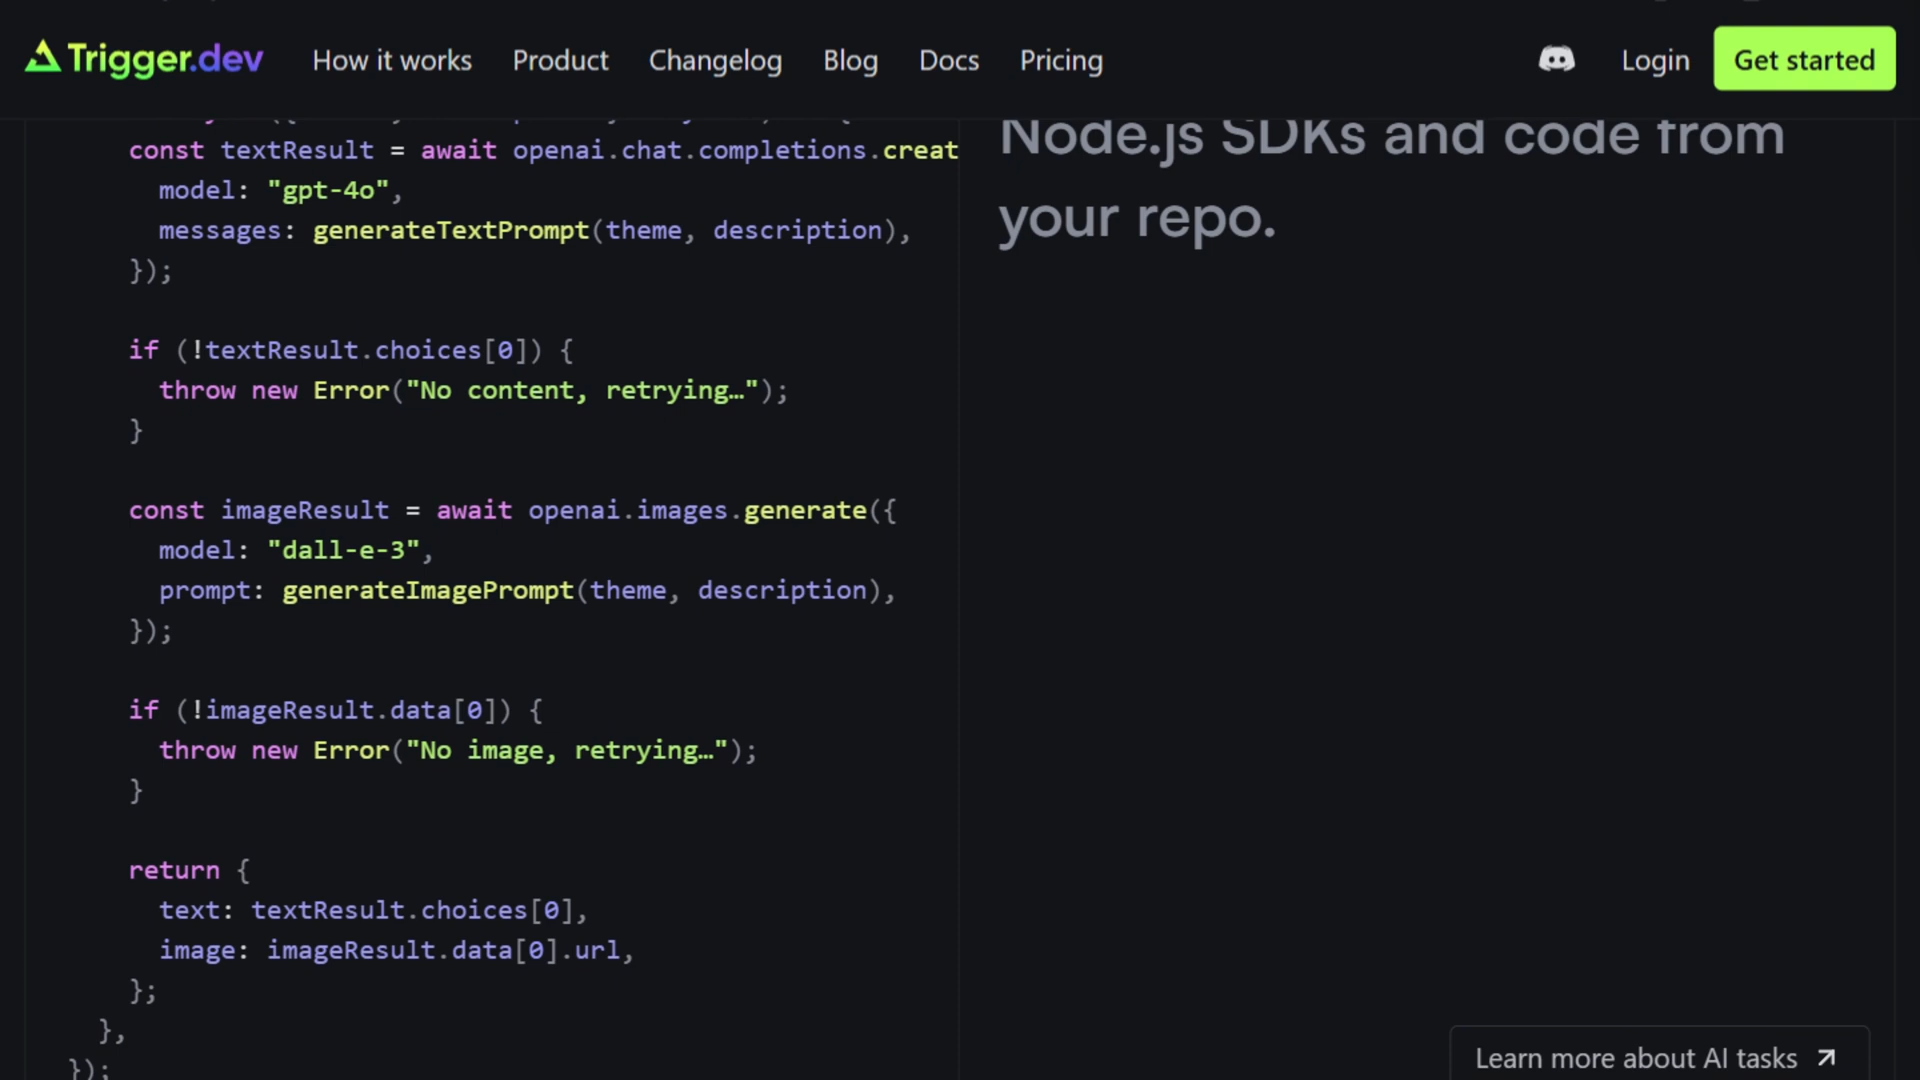 Trigger.dev How it works Product Changelog Blog Docs Pricing Login Get started
const textResult = await openai.chat.completions.creat
model: "gpt-4o",
messages: generateTextPrompt(theme, description),
});
if (!textResult.choices[0]) {
throw new Error("No content, retrying…");
}
const imageResult = await openai.images.generate({
model: "dall-e-3",
prompt: generateImagePrompt(theme, description),
});
if (!imageResult.data[0]) {
throw new Error("No image, retrying…");
}
return {
text: textResult.choices[0],
image: imageResult.data[0].url,
};
},
});
Node.js SDKs and code from
your repo.
Learn more about AI tasks